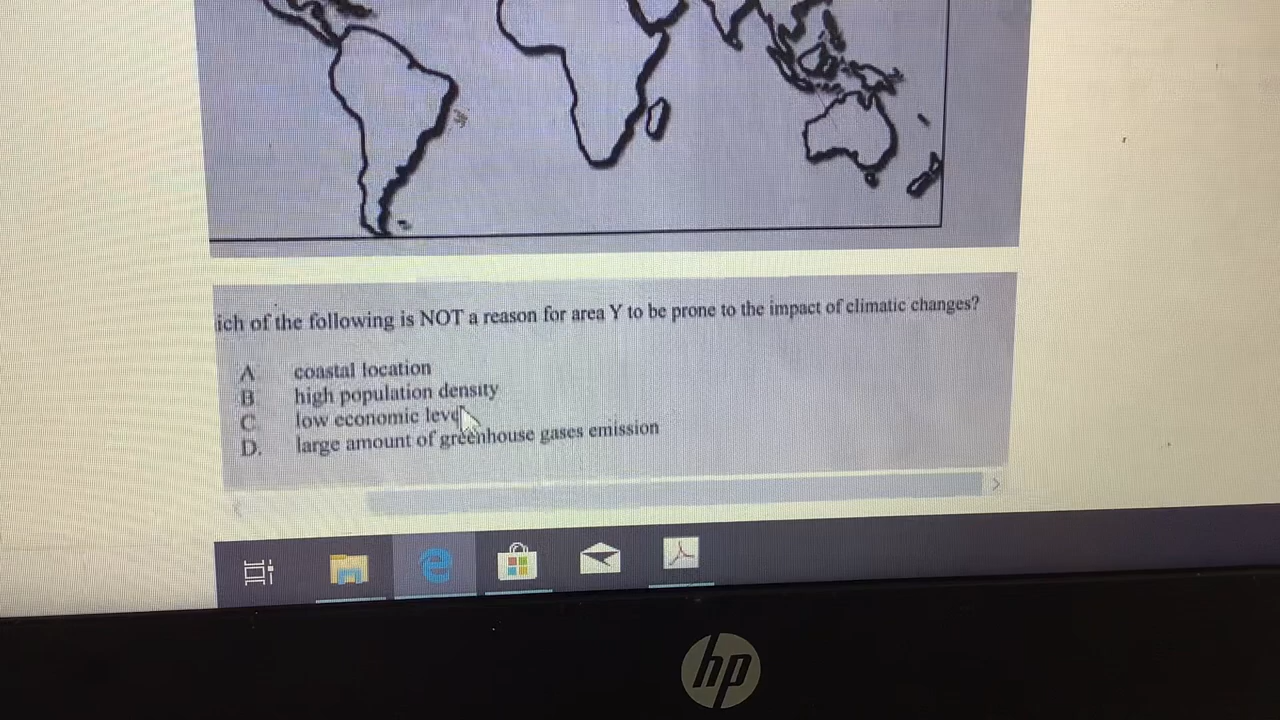 ich of the following is NOT a reason for area Y to be prone to the impact of climatic changes?
A coastal location
B high population density
C low economic level
D. large amount of greenhouse gases emission
hp